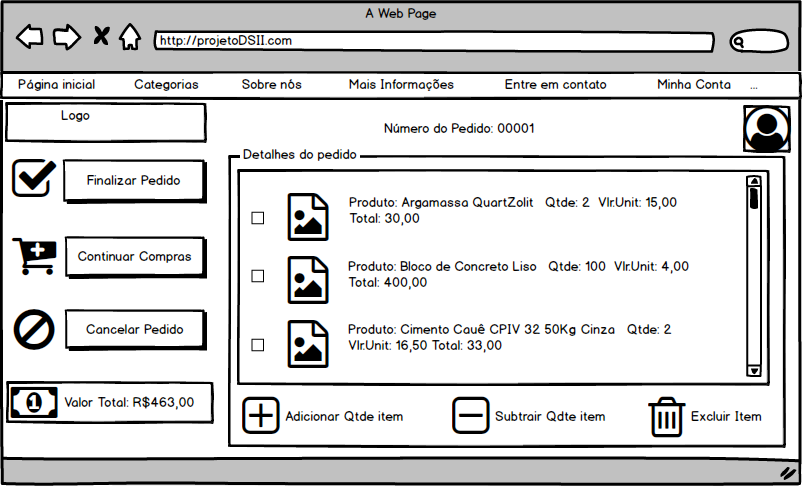 A Web Page
http://projetoDSII.com
Página inicial Categorias Sobre nós Mais Informações Entre em contato Minha Conta ...
Logo
Número do Pedido: 00001
Detalhes do pedido
Finalizar Pedido
Continuar Compras
Cancelar Pedido
Valor Total: R$463,00
Produto: Argamassa QuartZolit Qtde: 2 Vlr.Unit: 15,00
Total: 30,00
Produto: Bloco de Concreto Liso Qtde: 100 Vlr.Unit: 4,00
Total: 400,00
Produto: Cimento Cauê CPIV 32 50Kg Cinza Qtde: 2
Vlr.Unit: 16,50 Total: 33,00
Adicionar Qtde item Subtrair Qdte item Excluir Item